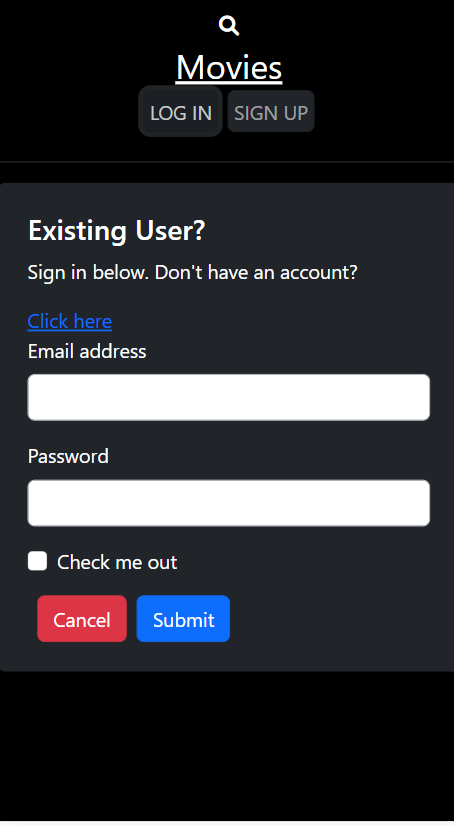 Movies
LOG IN SIGN UP
Existing User?
Sign in below. Don't have an account?
Click here
Email address
Password
Check me out
Cancel Submit